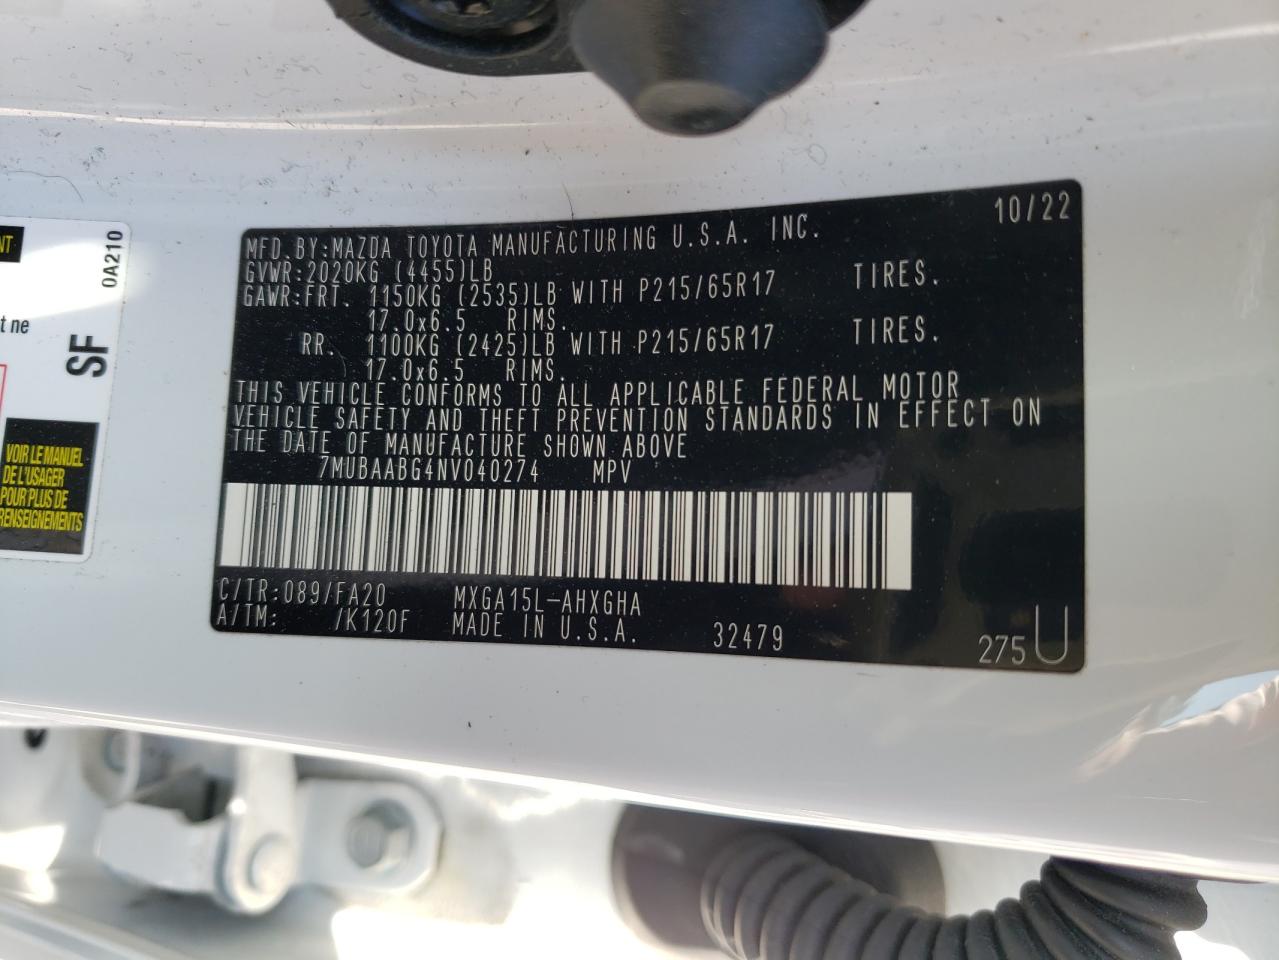 10/22
MFD.BY:MAZDA TOYOTA MANUFACTURING U.S.A. INC.
GVWR:2020KG (4455)LB
GAWR:FRT. 1150KG (2535)LB WITH P215/65R17 TIRES.
17.0x6.5 RIMS.
RR. 1100KG (2425)LB WITH P215/65R17 TIRES.
17.0x6.5 RIMS.
THIS VEHICLE CONFORMS TO ALL APPLICABLE FEDERAL MOTOR
VEHICLE SAFETY AND THEFT PREVENTION STANDARDS IN EFFECT ON
THE DATE OF MANUFACTURE SHOWN ABOVE
7MUBAABG4NV040274 MPV
C/TR:089/FA20 MXGA15L-AHXGHA
A/TM: /K120F MADE IN U.S.A. 32479 275U
0A210
SF
NT
t ne
VOIR LE MANUEL
DE L'USAGER
POUR PLUS DE
RENSEIGNEMENTS